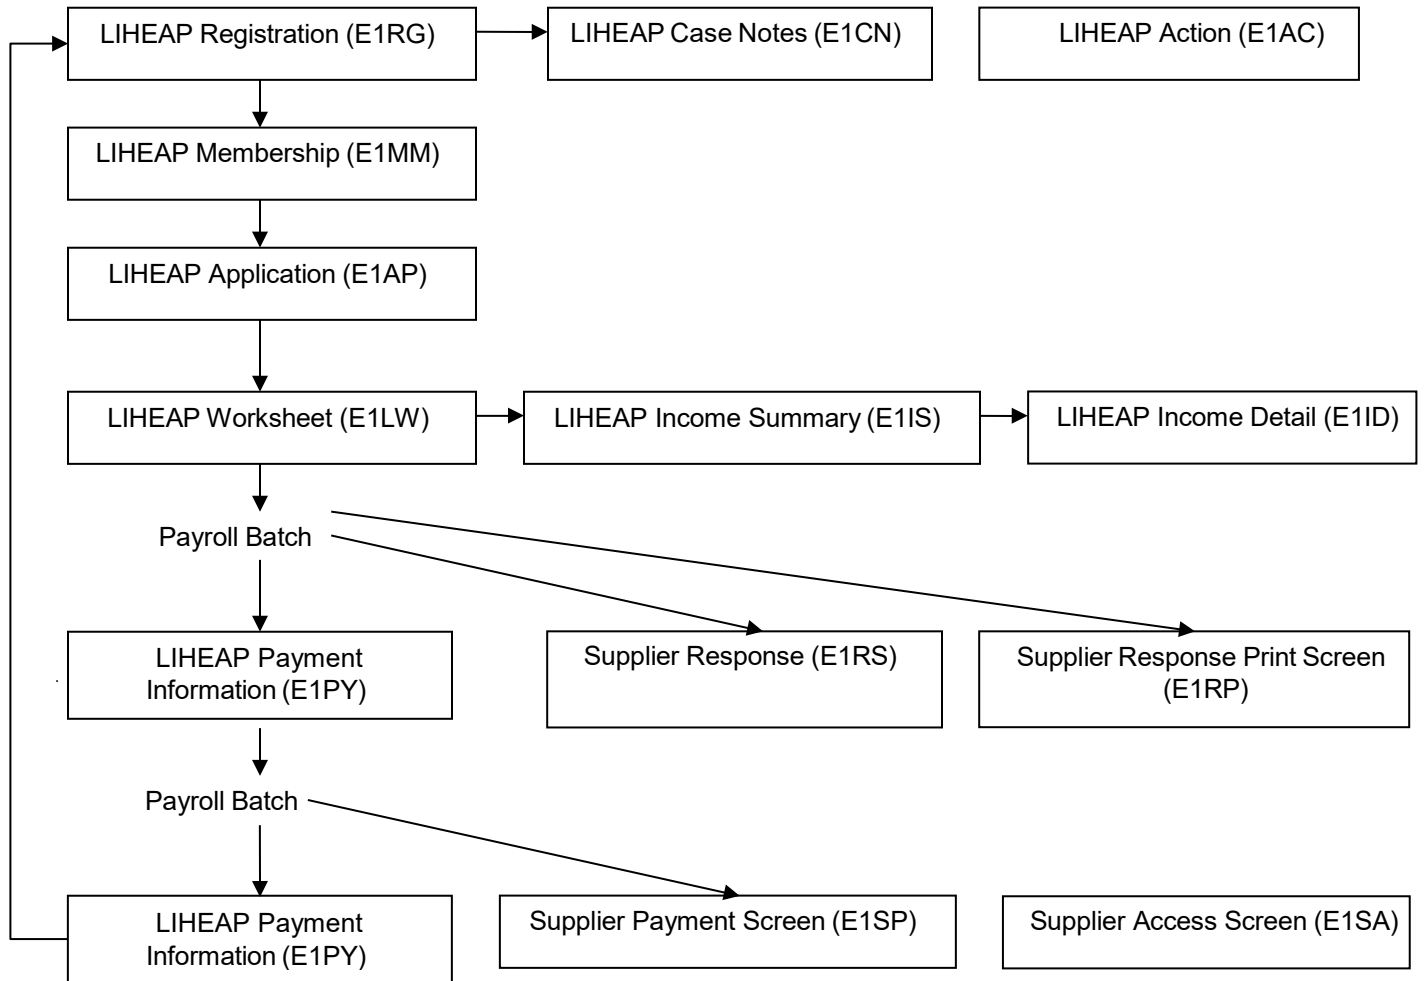 LIHEAP Registration (E1RG)
LIHEAP Case Notes (E1CN)
LIHEAP Action (E1AC)
LIHEAP Membership (E1MM)
LIHEAP Application (E1AP)
LIHEAP Worksheet (E1LW)
LIHEAP Income Summary (E1IS)
LIHEAP Income Detail (E1ID)
Payroll Batch
LIHEAP Payment
Information (E1PY)
Supplier Response (E1RS)
Supplier Response Print Screen
(E1RP)
Payroll Batch
LIHEAP Payment
Information (E1PY)
Supplier Payment Screen (E1SP)
Supplier Access Screen (E1SA)